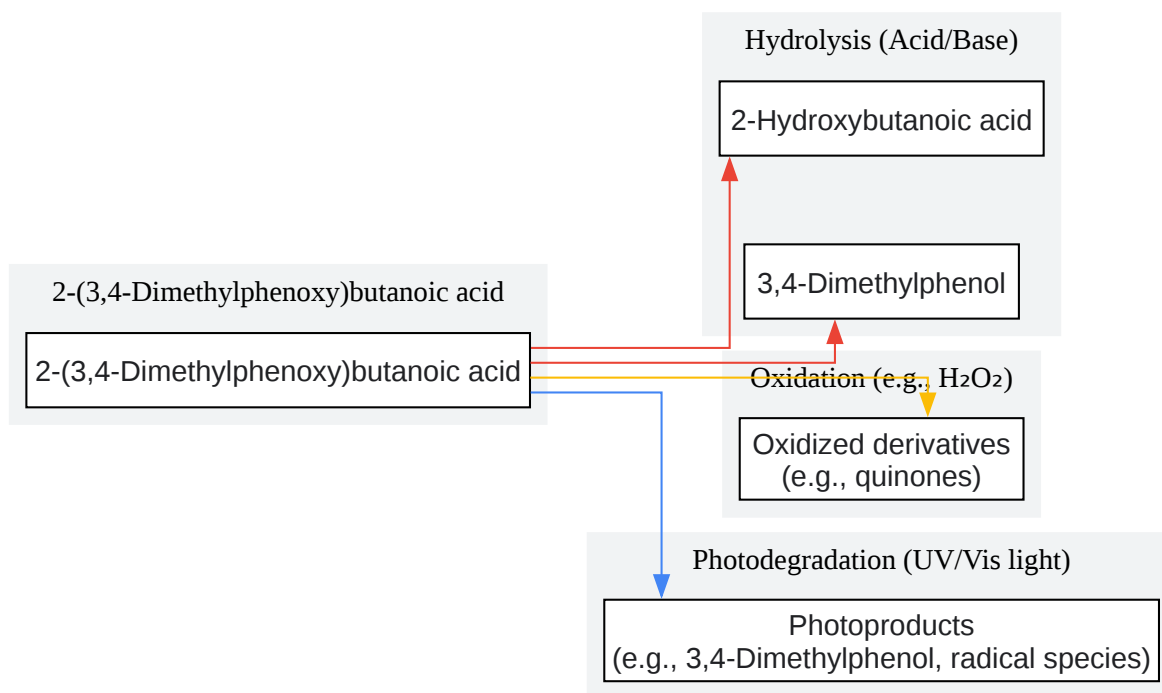 Hydrolysis (Acid/Base)
2-Hydroxybutanoic acid
3,4-Dimethylphenol
2-(3,4-Dimethylphenoxy)butanoic acid
2-(3,4-Dimethylphenoxy)butanoic acid
Oxidation (e.g., H₂O₂)
Oxidized derivatives
(e.g., quinones)
Photodegradation (UV/Vis light)
Photoproducts
(e.g., 3,4-Dimethylphenol, radical species)